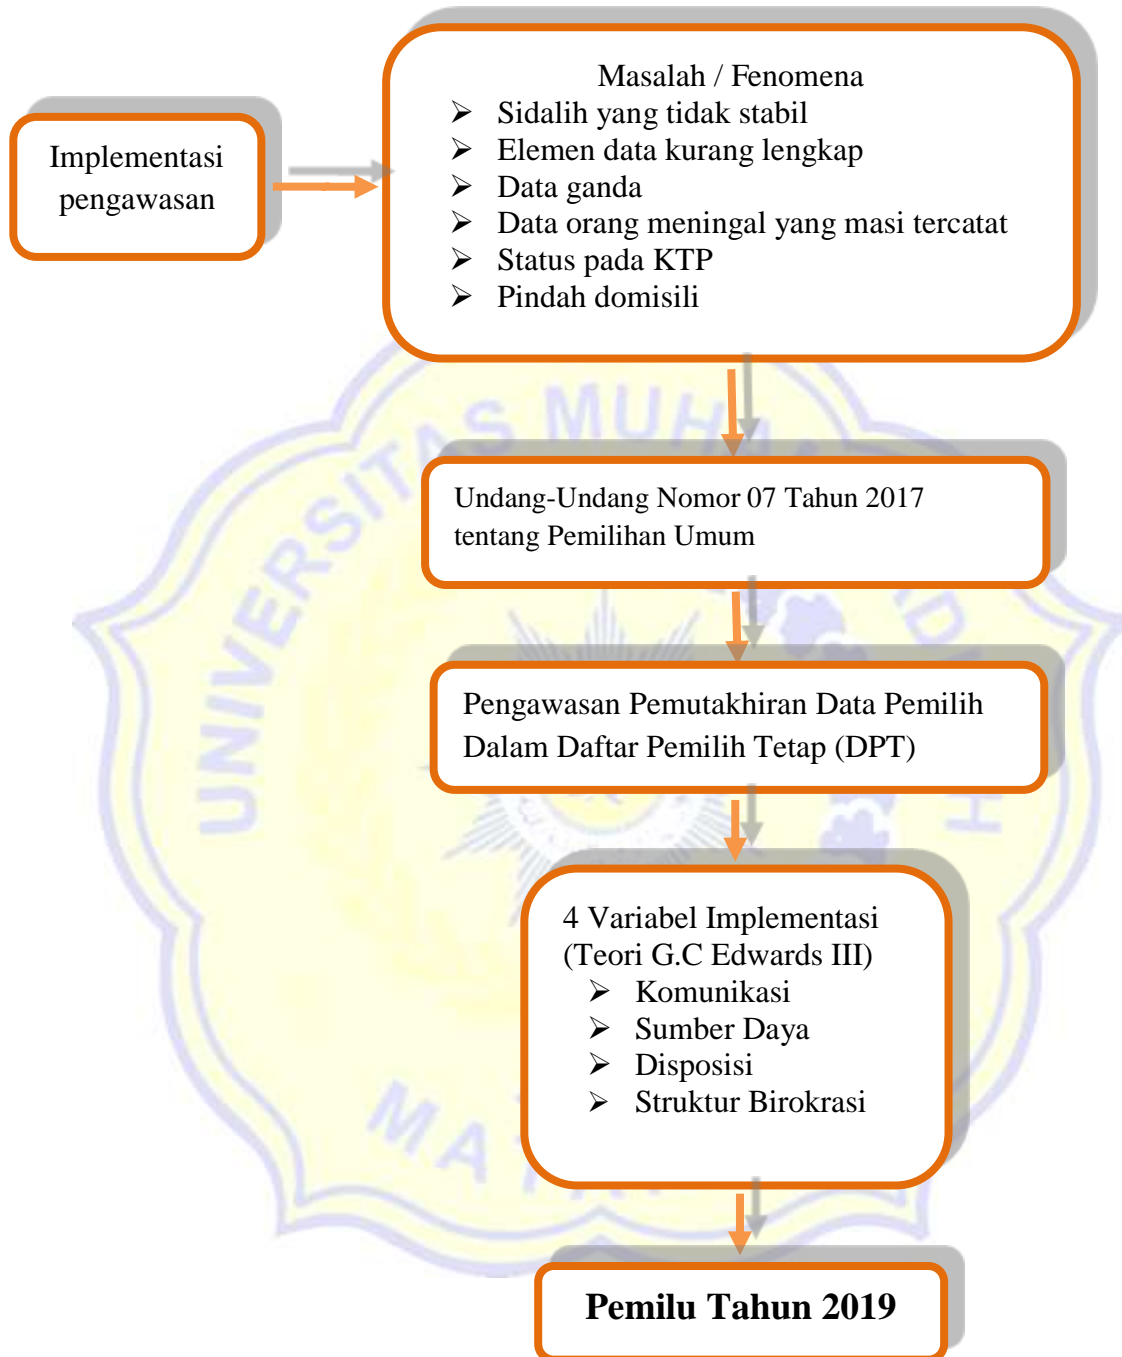 Masalah / Fenomena
➢ Sidalih yang tidak stabil
➢ Elemen data kurang lengkap
➢ Data ganda
➢ Data orang meningal yang masi tercatat
➢ Status pada KTP
➢ Pindah domisili
Implementasi
pengawasan
Undang-Undang Nomor 07 Tahun 2017
tentang Pemilihan Umum
Pengawasan Pemutakhiran Data Pemilih
Dalam Daftar Pemilih Tetap (DPT)
4 Variabel Implementasi
(Teori G.C Edwards III)
➢ Komunikasi
➢ Sumber Daya
➢ Disposisi
➢ Struktur Birokrasi
Pemilu Tahun 2019
UNIVERSITAS